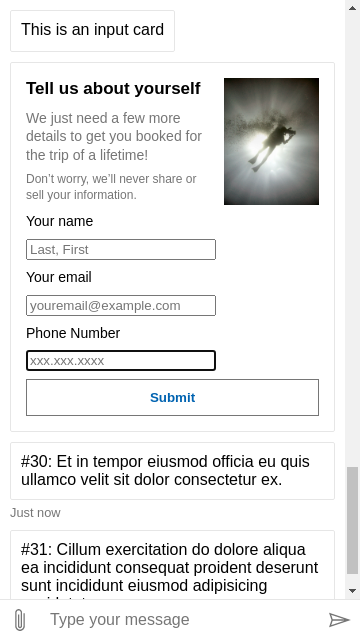 This is an input card
Tell us about yourself
We just need a few more
details to get you booked for
the trip of a lifetime!
Don't worry, we'll never share or
sell your information.
Your name
Last, First
Your email
youremail@example.com
Phone Number
xxx.xxx.xxxx
Submit
#30: Et in tempor eiusmod officia eu quis
ullamco velit sit dolor consectetur ex.
Just now
#31: Cillum exercitation do dolore aliqua
ea incididunt consequat proident deserunt
sunt incididunt eiusmod adipisicing
Type your message